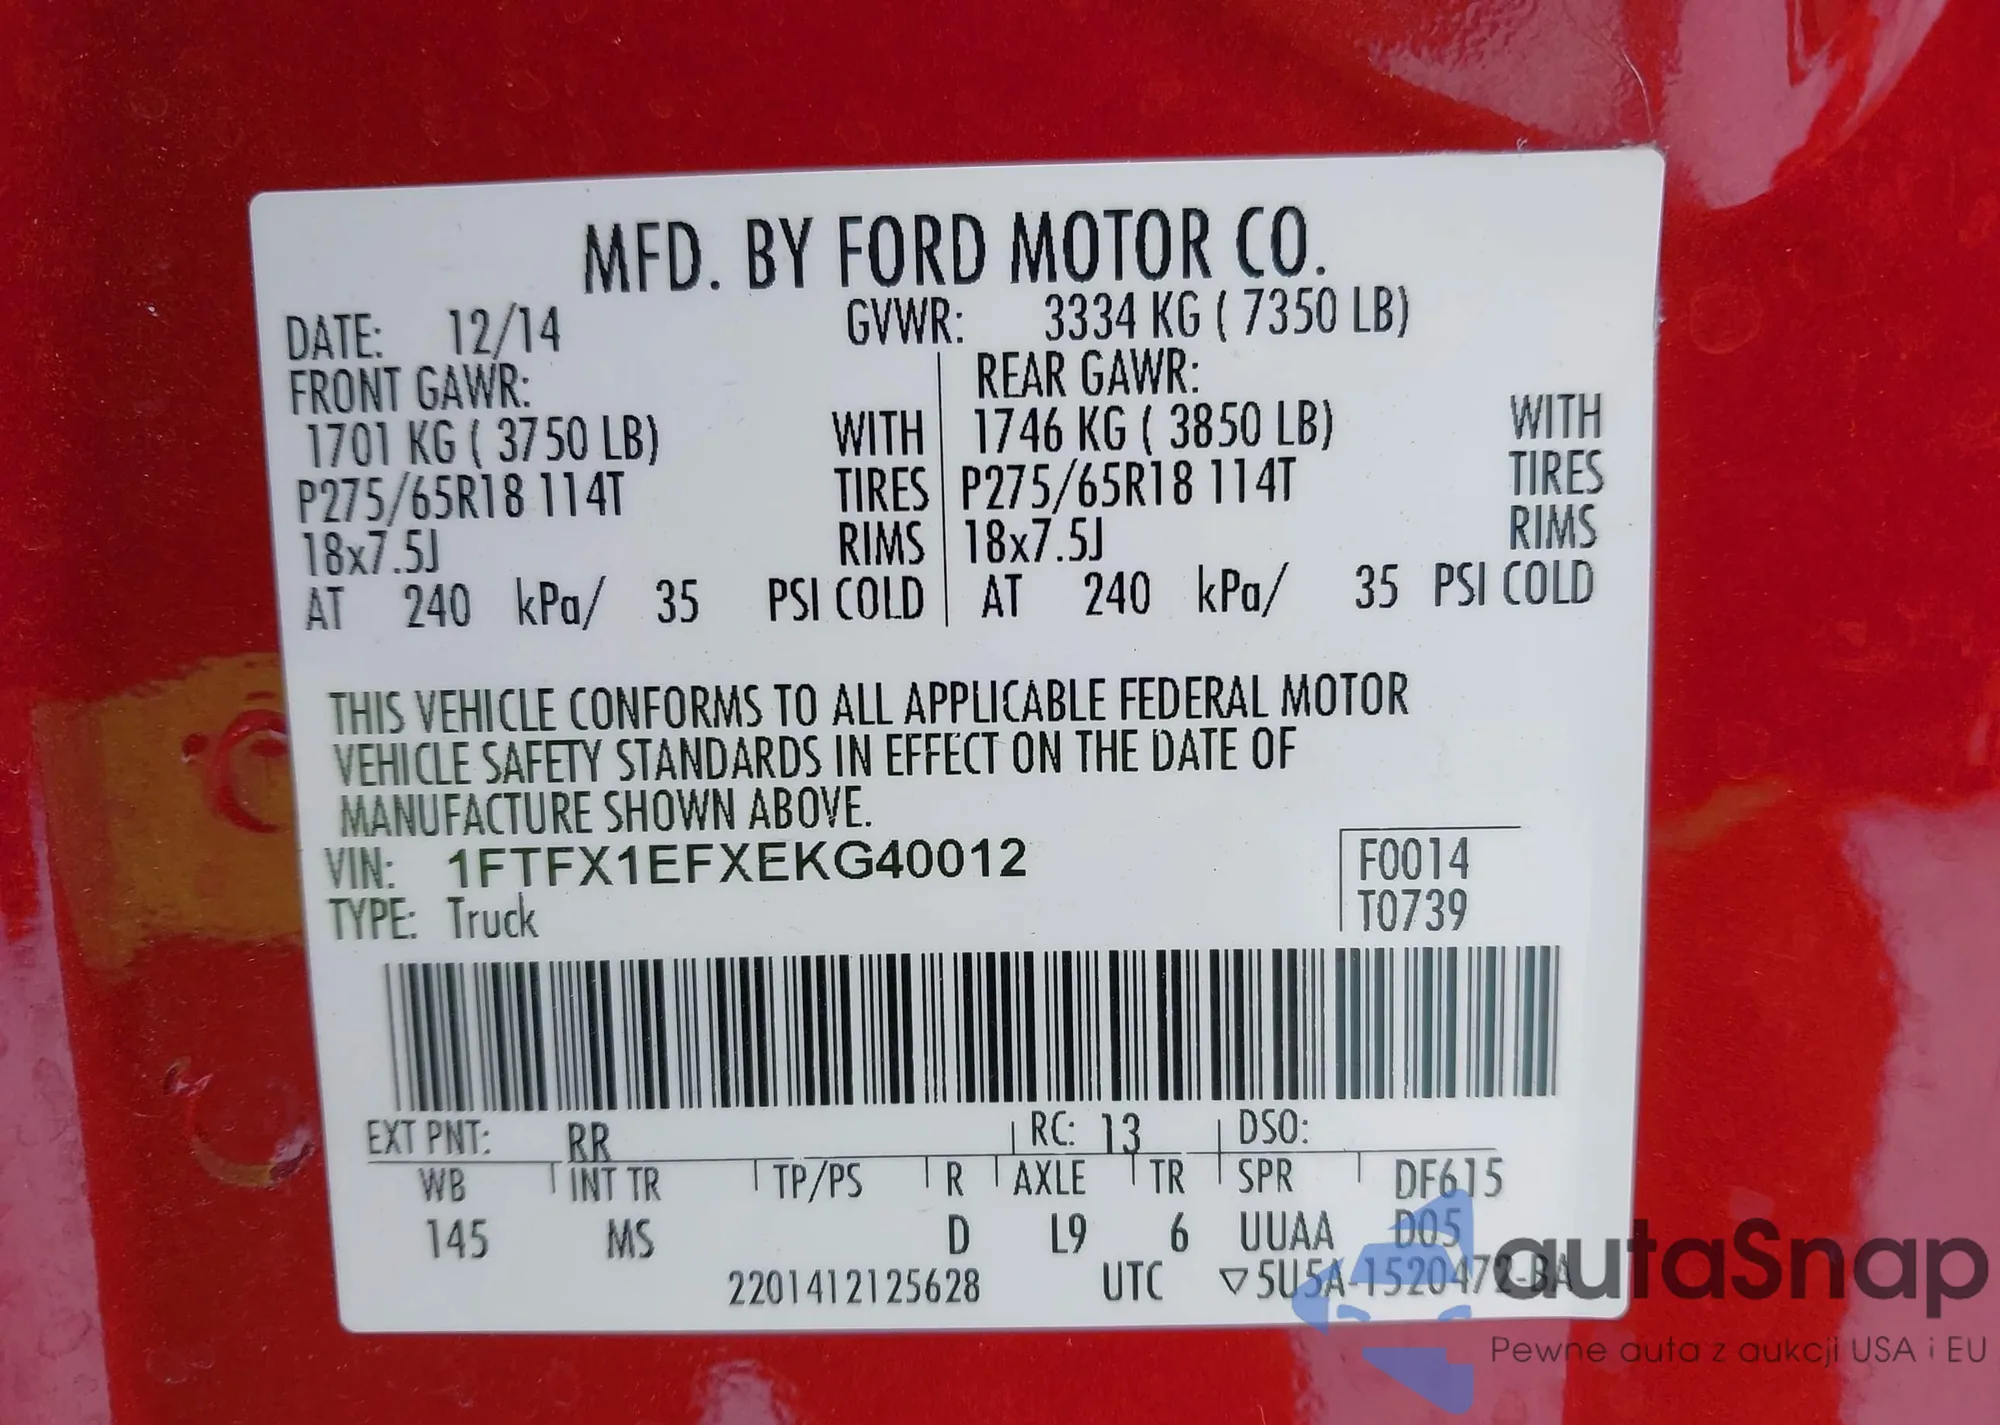 MFD. BY FORD MOTOR CO.
DATE: 12/14 GVWR: 3334 KG ( 7350 LB)
FRONT GAWR: REAR GAWR:
1701 KG ( 3750 LB) WITH 1746 KG ( 3850 LB) WITH
P275/65R18 114T TIRES P275/65R18 114T TIRES
18x7.5J RIMS 18x7.5J RIMS
AT 240 kPa/ 35 PSI COLD AT 240 kPa/ 35 PSI COLD
THIS VEHICLE CONFORMS TO ALL APPLICABLE FEDERAL MOTOR
VEHICLE SAFETY STANDARDS IN EFFECT ON THE DATE OF
MANUFACTURE SHOWN ABOVE.
VIN: 1FTFX1EFXEKG40012 F0014
TYPE: Truck T0739
EXT PNT: RR RC: 13 DSO:
WB INT TR TP/PS R AXLE TR SPR DF615
145 MS D L9 6 UUAA D05
2201412125628 UTC ▽5U5A-1520472-BA
autaSnap
Pewne auta z aukcji USA i EU